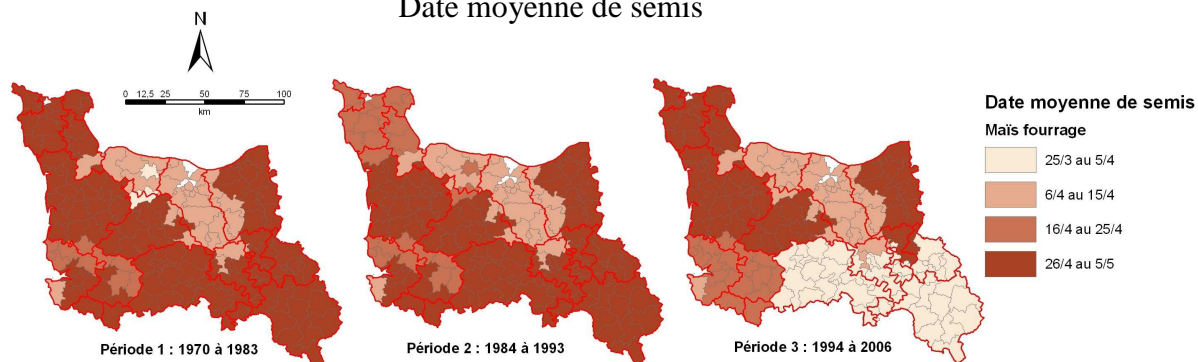 Date moyenne de semis
N
0 12,5 25 50 75 100
km
Date moyenne de semis
Maïs fourrage
25/3 au 5/4
6/4 au 15/4
16/4 au 25/4
26/4 au 5/5
Période 1 : 1970 à 1983
Période 2 : 1984 à 1993
Période 3 : 1994 à 2006